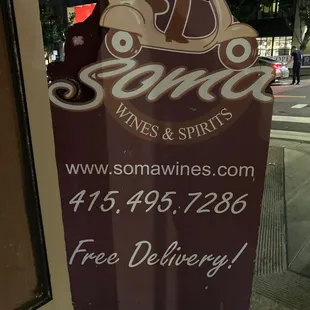 Soma
WINES & SPIRITS
www.somawines.com
415.495.7286
Free Delivery!